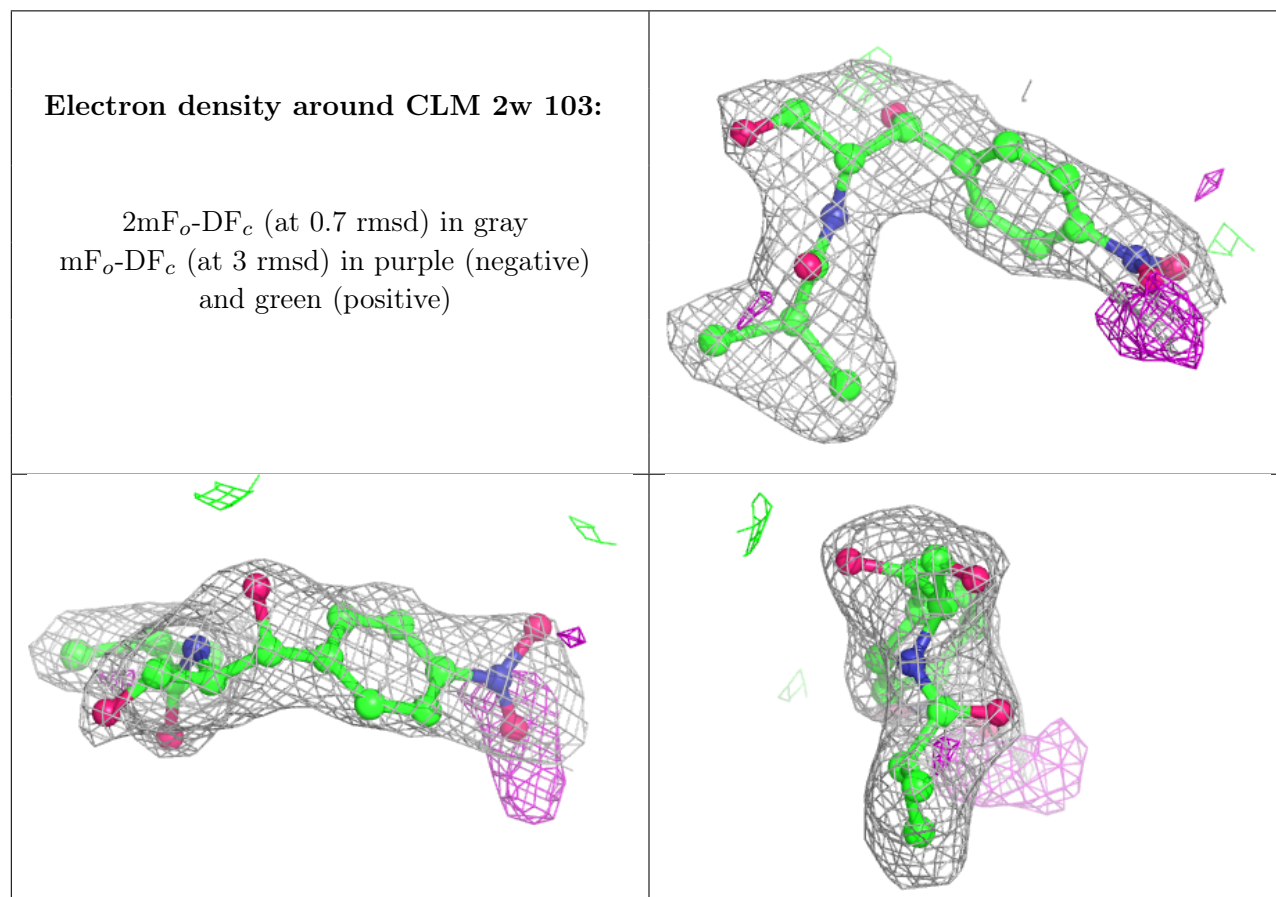 Electron density around CLM 2w 103:
2mFo-DFc (at 0.7 rmsd) in gray
mFo-DFc (at 3 rmsd) in purple (negative)
and green (positive)